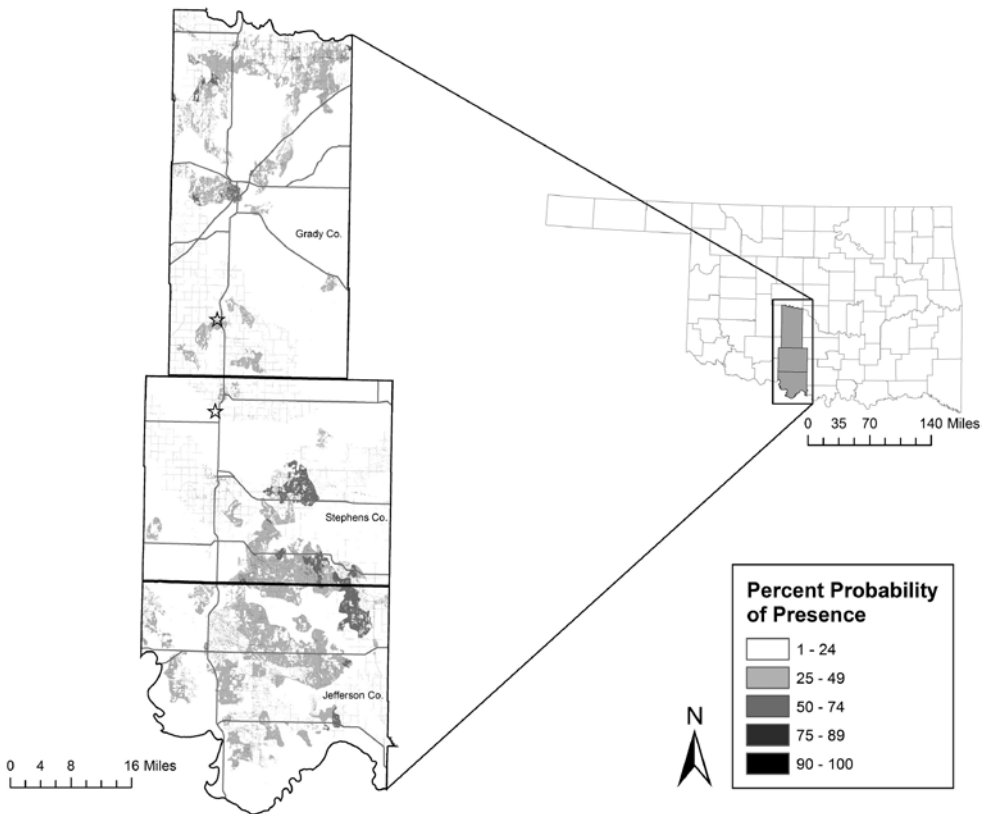 Grady Co.
Stephens Co.
Jefferson Co.
0 4 8 16 Miles
0 35 70 140 Miles
N
Percent Probability
of Presence
1 - 24
25 - 49
50 - 74
75 - 89
90 - 100